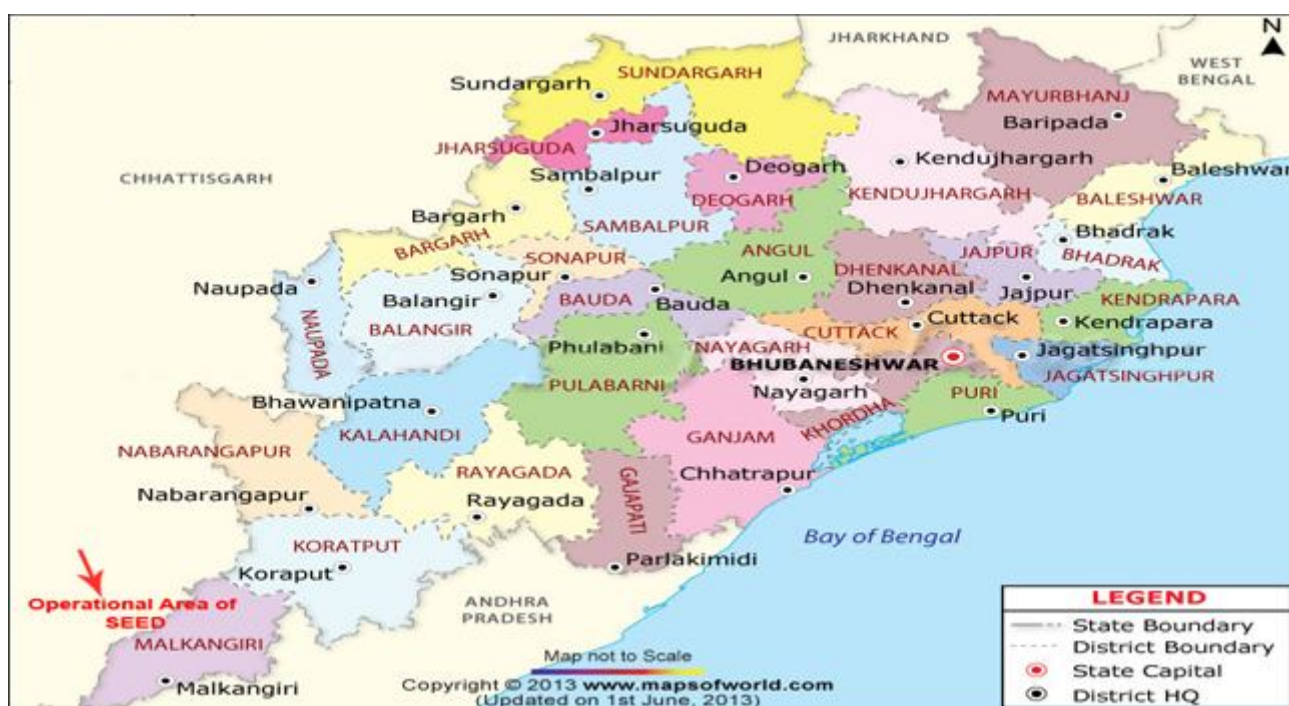 N
JHARKHAND
WEST
BENGAL
SUNDARGARH
Sundargarh
MAYURBHANJ
Baripada
Jharsuguda
JHARSUGUDA
Kendujhargarh
KENDUJHARGARH
CHHATTISGARH
Sambalpur
SAMBALPUR
Deogarh
DEOGARH
Baleshwar
BALESHWAR
Bargarh
BARGARH
Bhadrak
BHADRAK
SONAPUR
Sonapur
ANGUL
Angul
DHENKANAL
Dhenkanal
JAJPUR
Jajpur
Naupada
NAUPADA
Balangir
BALANGIR
BAUDA
Bauda
KENDRAPARA
Kendrapara
CUTTACK
Cuttack
Phulabani
PULABARNI
NAYAGARH
BHUBANESHWAR
Nayagarh
Jagatsinghpur
JAGATSINGHPUR
PURI
Puri
KHORDHA
Bhawanipatna
KALAHANDI
GANJAM
Chhatrapur
NABARANGAPUR
Nabarangapur
RAYAGADA
Rayagada
GAJAPATI
Parlakimidi
KORATPUT
Koraput
Bay of Bengal
Operational Area of
SEED
MALKANGIRI
Malkangiri
ANDHRA
PRADESH
Map not to Scale
Copyright © 2013 www.mapsofworld.com
(Updated on 1st June, 2013)
LEGEND
State Boundary
District Boundary
State Capital
District HQ